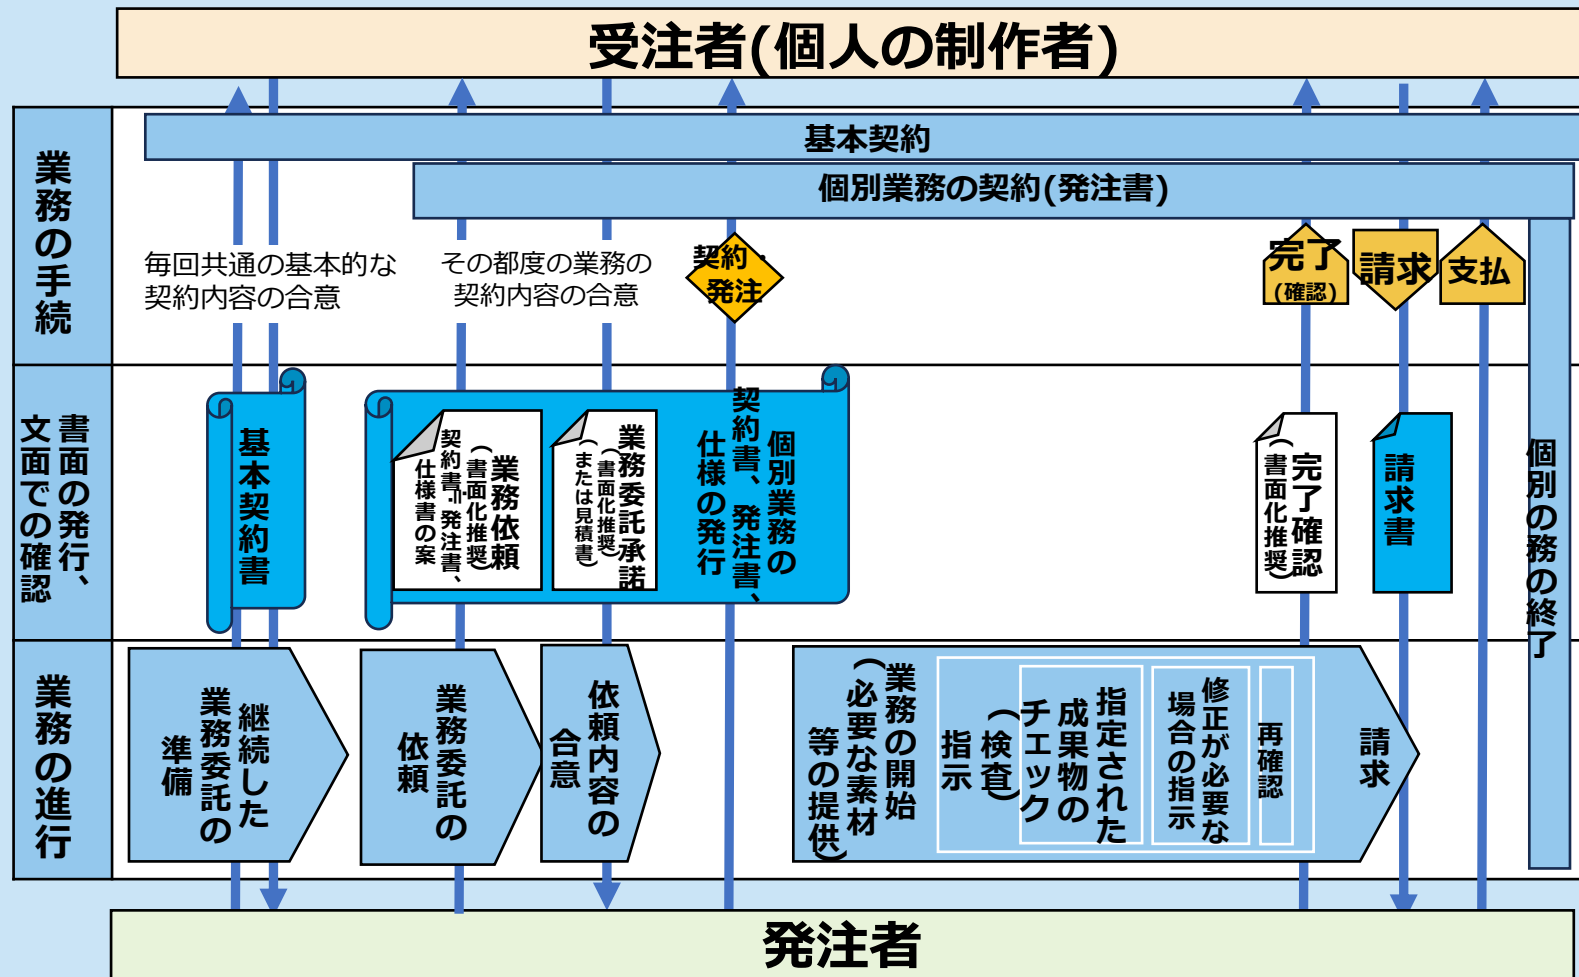 受注者(個人の制作者)
業務の手続
基本契約
個別業務の契約(発注書)
毎回共通の基本的な
契約内容の合意
その都度の業務の
契約内容の合意
契約・
発注
完了
(確認)
請求
支払
書面の発行、
文面での確認
基本契約書
業務依頼
(書面化推奨)
契約書、発注書、
仕様書の案
業務委託承諾
(書面化推奨)
(または見積書)
個別業務の
契約書、発注書、
仕様の発行
完了確認
(書面化推奨)
請求書
個別の務の終了
業務の進行
継続した
業務委託の
準備
業務委託の
依頼
依頼内容の
合意
業務の開始
(必要な素材
等の提供)
指示
(検査)
指定された
成果物の
チェック
修正が必要な
場合の指示
再確認
請求
発注者